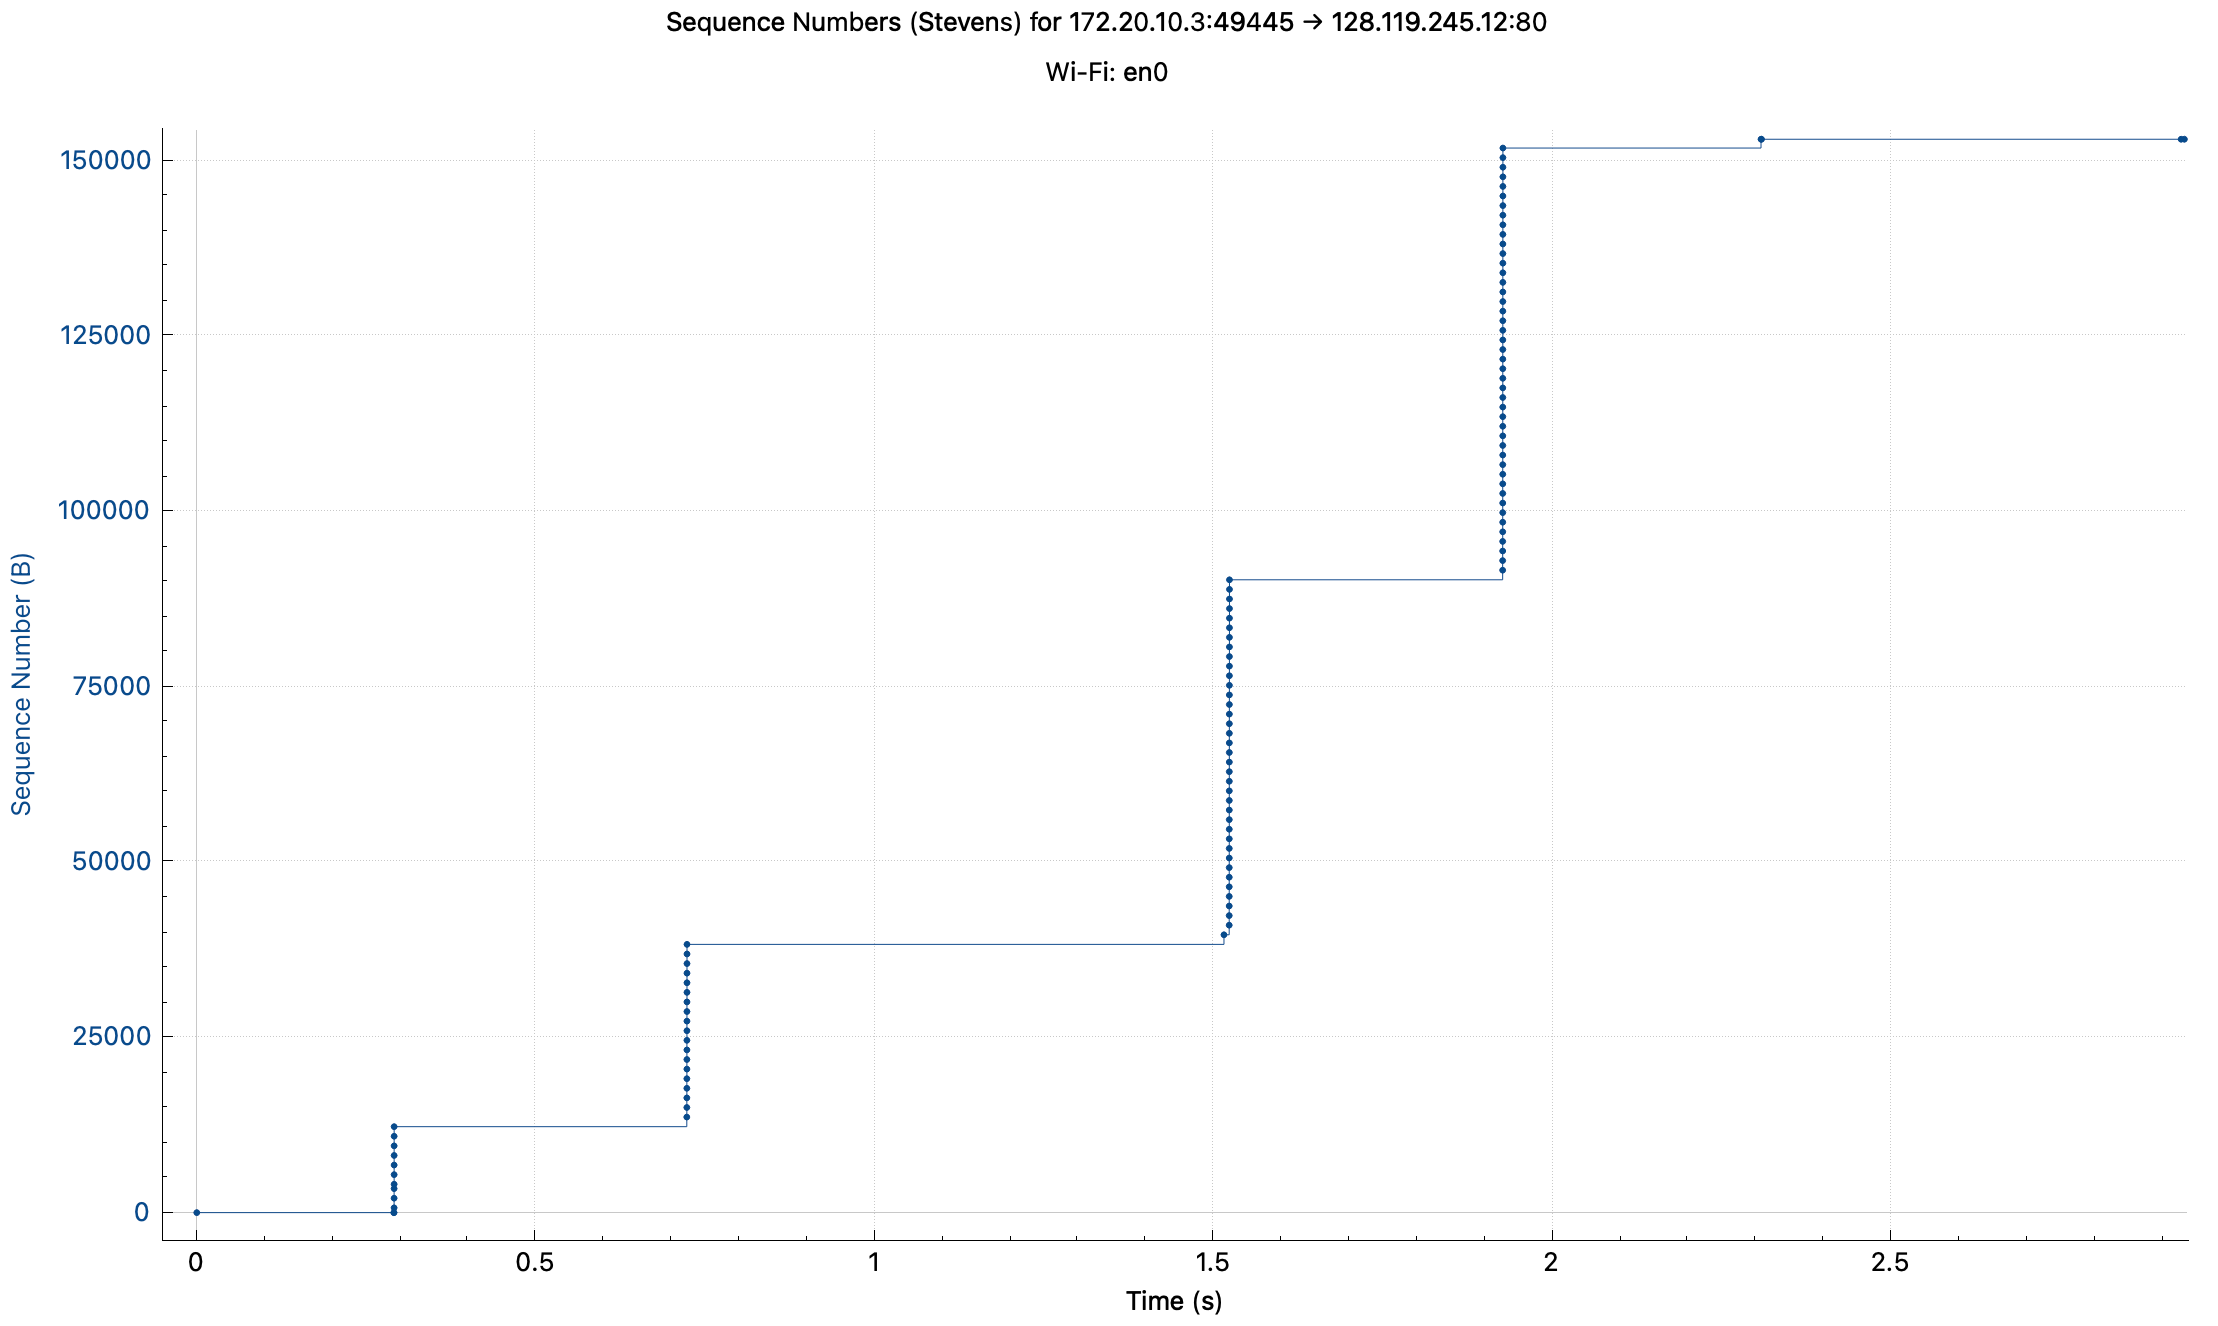 Sequence Numbers (Stevens) for 172.20.10.3:49445 → 128.119.245.12:80
Wi-Fi: en0
Sequence Number (B)
150000
125000
100000
75000
50000
25000
0
0 0.5 1 1.5 2 2.5
Time (s)